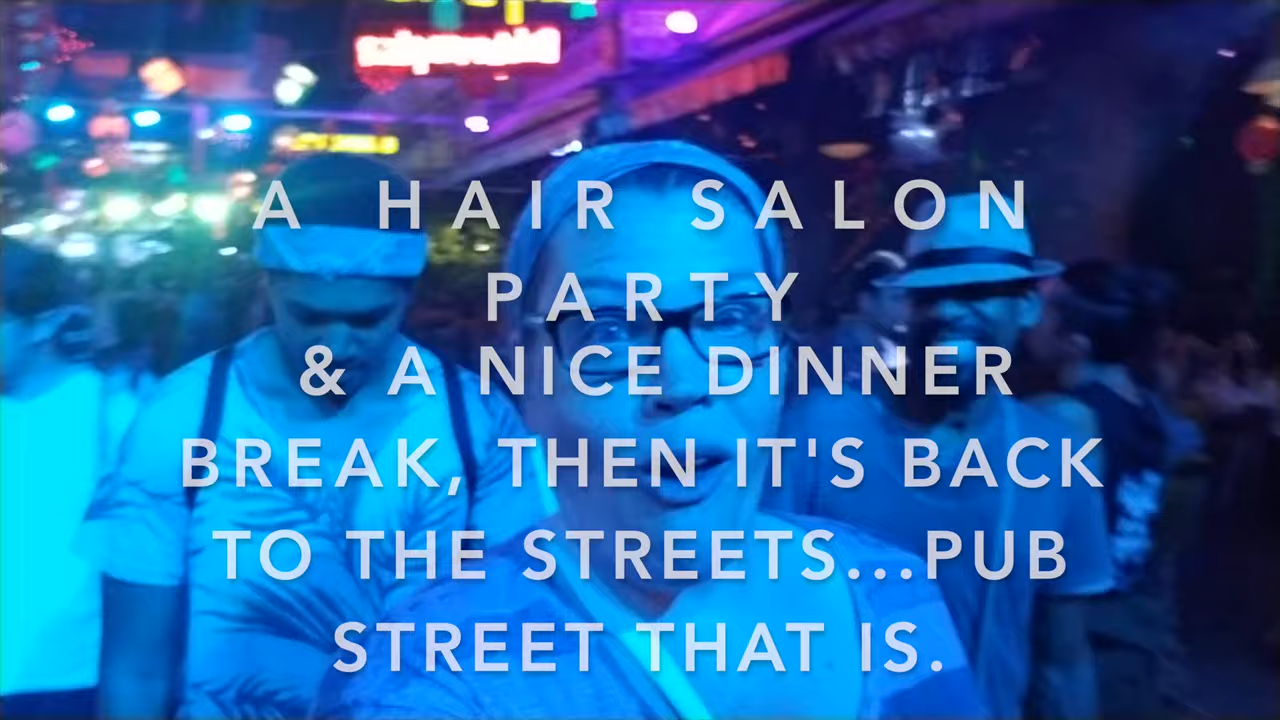 A HAIR SALON
PARTY
& A NICE DINNER
BREAK, THEN IT'S BACK
TO THE STREETS...PUB
STREET THAT IS.